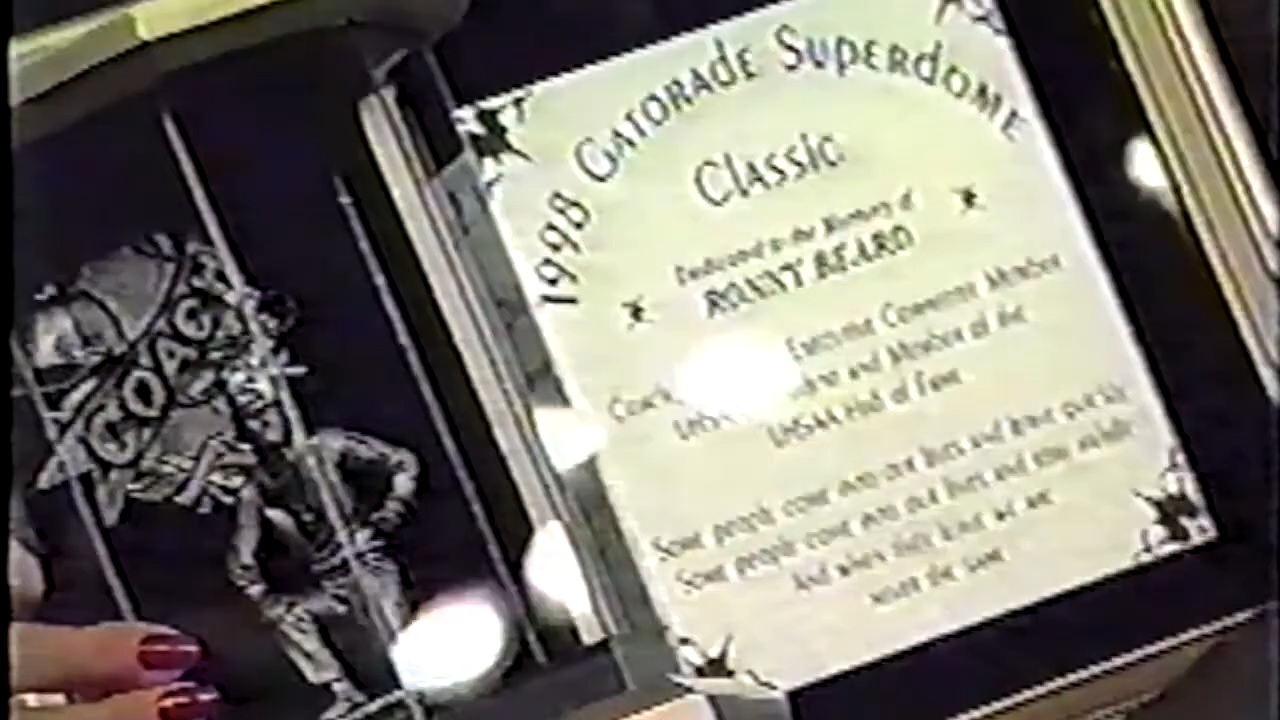 COACH
1998 GATORADE SUPERDOME
Classic
Dedicated to the Memory of
RONNY BEARD
Executive Committee Member
Coach and Member of the
LHSAA Hall of Fame
Some people come into our lives and leave quickly
Some people come into our lives and stay awhile
And when they leave we are
never the same